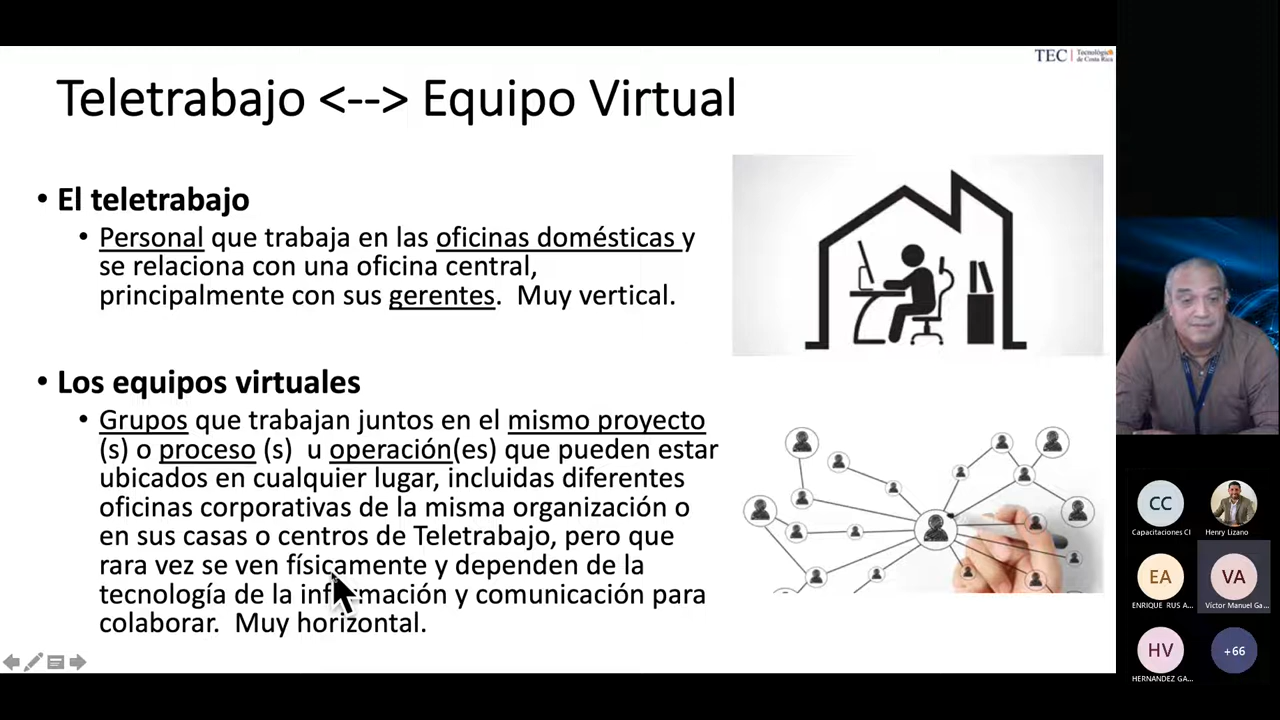 TEC | Tecnológico
de Costa Rica
Teletrabajo <--> Equipo Virtual
• El teletrabajo
• Personal que trabaja en las oficinas domésticas y
se relaciona con una oficina central,
principalmente con sus gerentes. Muy vertical.
• Los equipos virtuales
• Grupos que trabajan juntos en el mismo proyecto
(s) o proceso (s) u operación(es) que pueden estar
ubicados en cualquier lugar, incluidas diferentes
oficinas corporativas de la misma organización o
en sus casas o centros de Teletrabajo, pero que
rara vez se ven físicamente y dependen de la
tecnología de la información y comunicación para
colaborar. Muy horizontal.
CC
Capacitaciones CI
Henry Lizano
EA
ENRIQUE RUS A...
VA
Víctor Manuel Ga...
HV
HERNANDEZ GA...
+66